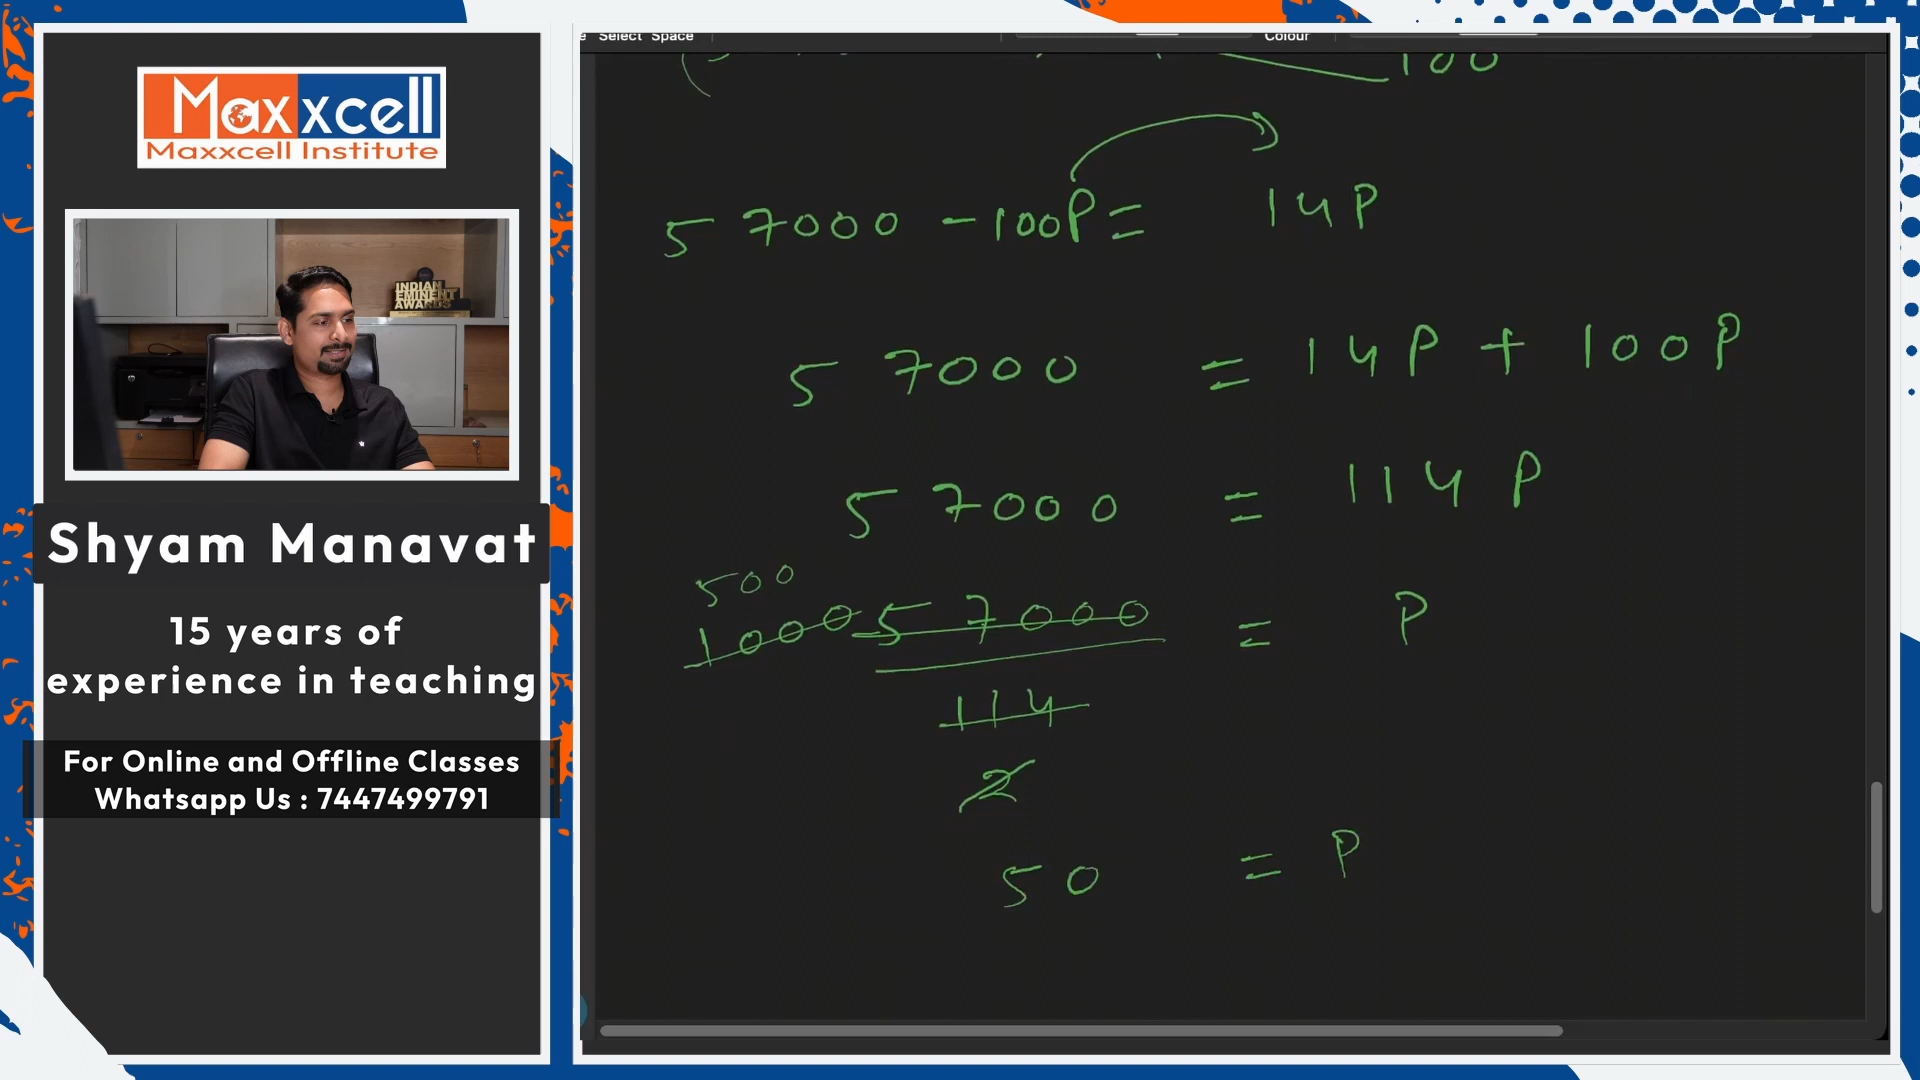 Select Space
Colour
Maxxcell
Maxxcell Institute
INDIAN
EMINENT
AWARDS
Shyam Manavat
15 years of
experience in teaching
For Online and Offline Classes
Whatsapp Us : 7447499791
100
57000 - 100P = 14P
57000 = 14P + 100P
57000 = 114 P
500
1000 57000 = P
114
2
50 = P